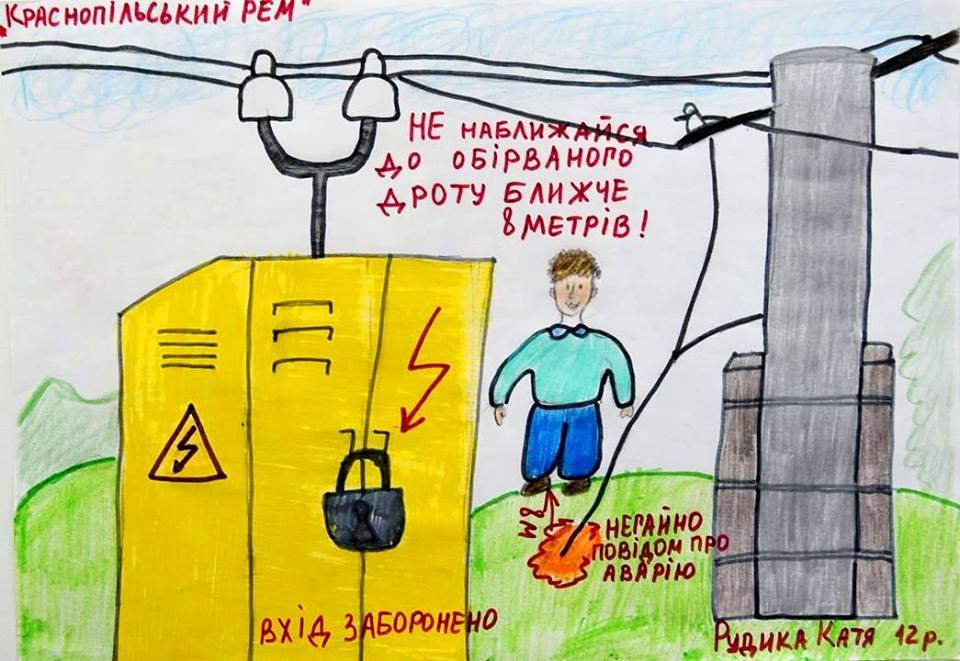 "КРАСНОПІЛЬСЬКИЙ РЕМ"
НЕ НАБЛИЖАЙСЯ
ДО ОБІРВАНОГО
ДРОТУ БЛИЖЧЕ
8 МЕТРІВ!
8М
НЕГАЙНО
ПОВІДОМ ПРО
АВАРІЮ
ВХІД ЗАБОРОНЕНО
РУДИКА КАТЯ 12 р.